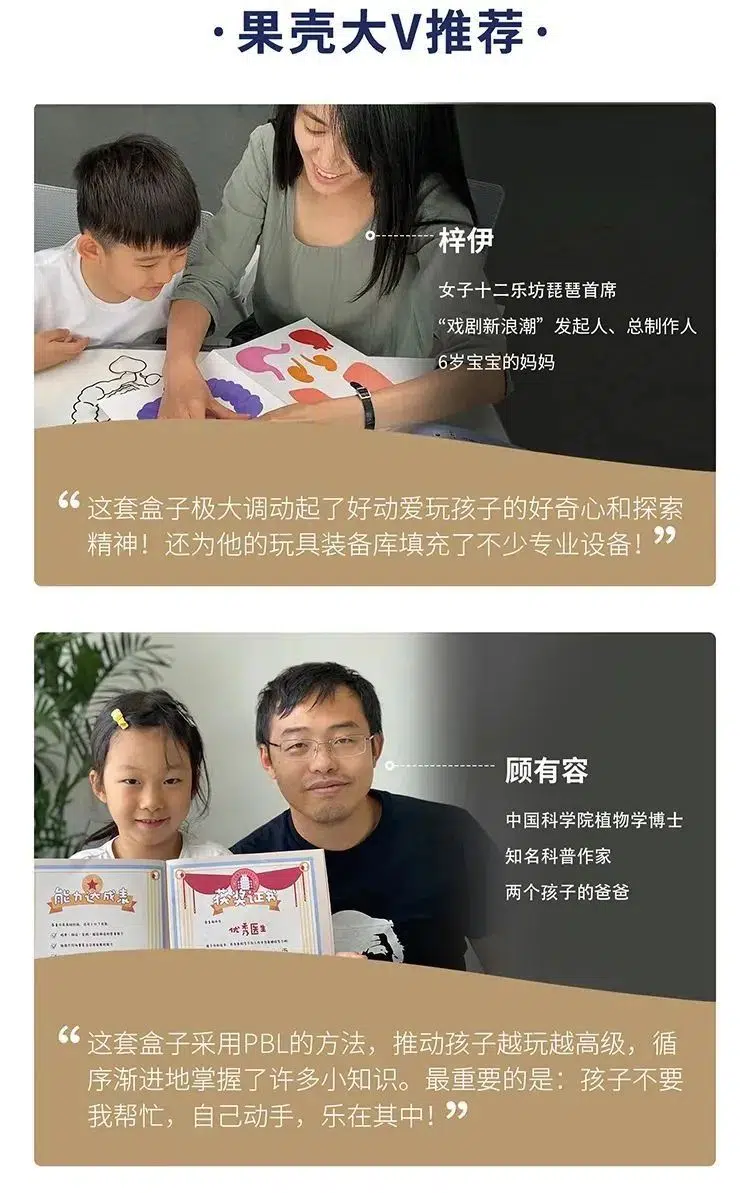 ·果壳大V推荐·
梓伊
女子十二乐坊琵琶首席
“戏剧新浪潮”发起人、总制作人
6岁宝宝的妈妈
“这套盒子极大调动起了好动爱玩孩子的好奇心和探索
精神！还为他的玩具装备库填充了不少专业设备！”
顾有容
中国科学院植物学博士
知名科普作家
两个孩子的爸爸
能力达成表
获奖证书
优秀医生
“这套盒子采用PBL的方法，推动孩子越玩越高级，循
序渐进地掌握了许多小知识。最重要的是：孩子不要
我帮忙，自己动手，乐在其中！”